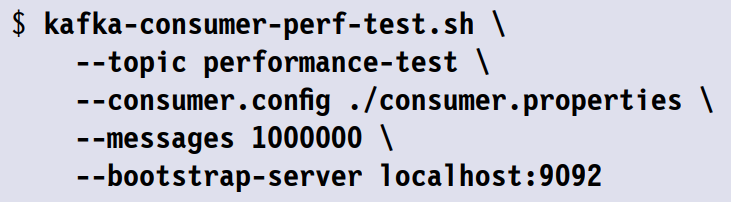 $ kafka-consumer-perf-test.sh \
--topic performance-test \
--consumer.config ./consumer.properties \
--messages 1000000 \
--bootstrap-server localhost:9092